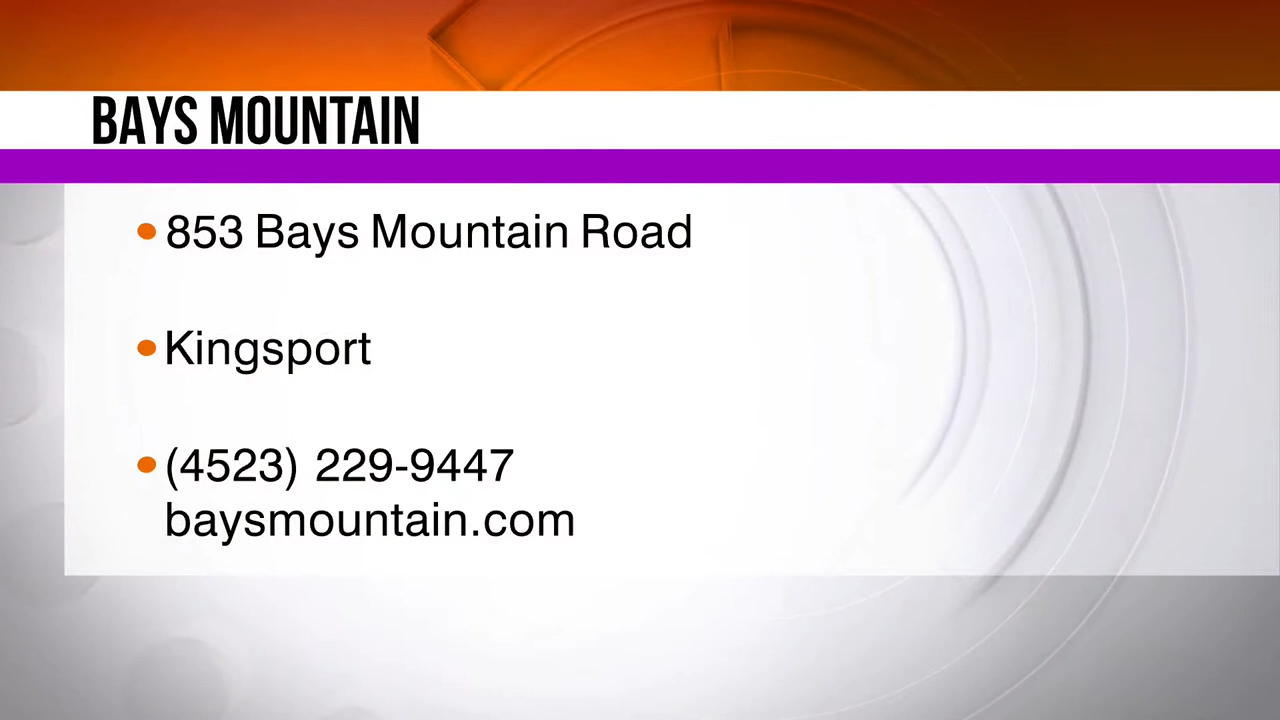 BAYS MOUNTAIN
• 853 Bays Mountain Road
• Kingsport
• (4523) 229-9447
baysmountain.com